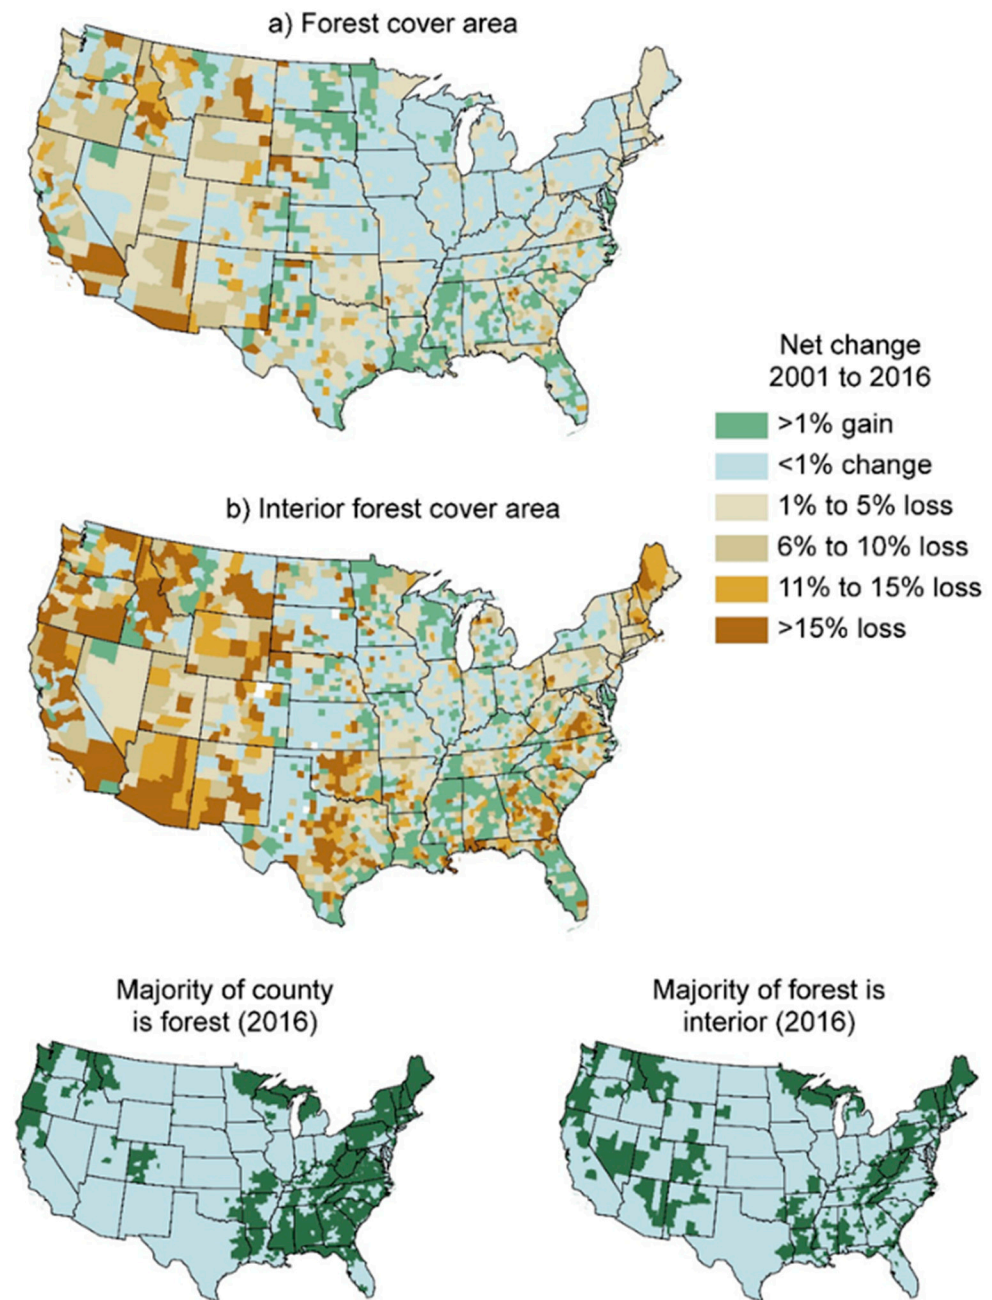 a) Forest cover area
Net change
2001 to 2016
>1% gain
<1% change
1% to 5% loss
6% to 10% loss
11% to 15% loss
>15% loss
b) Interior forest cover area
Majority of county
is forest (2016)
Majority of forest is
interior (2016)